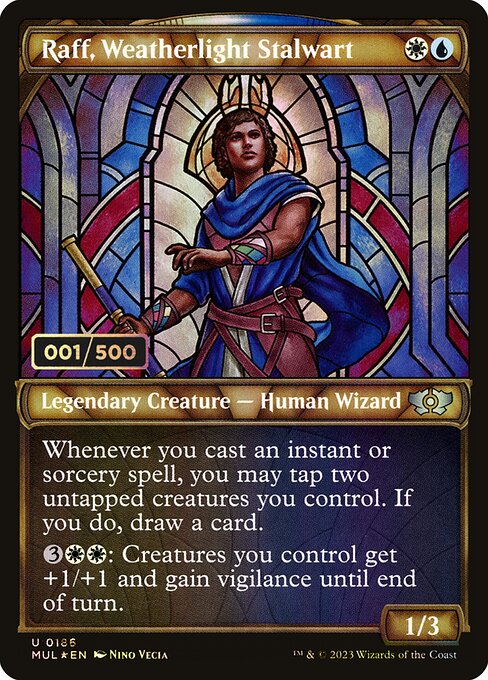 Raff, Weatherlight Stalwart
001/500
Legendary Creature — Human Wizard
Whenever you cast an instant or
sorcery spell, you may tap two
untapped creatures you control. If
you do, draw a card.
3: Creatures you control get
+1/+1 and gain vigilance until end
of turn.
1/3
U 0186
MUL★EN Nino Vecia
™ & © 2023 Wizards of the Coast